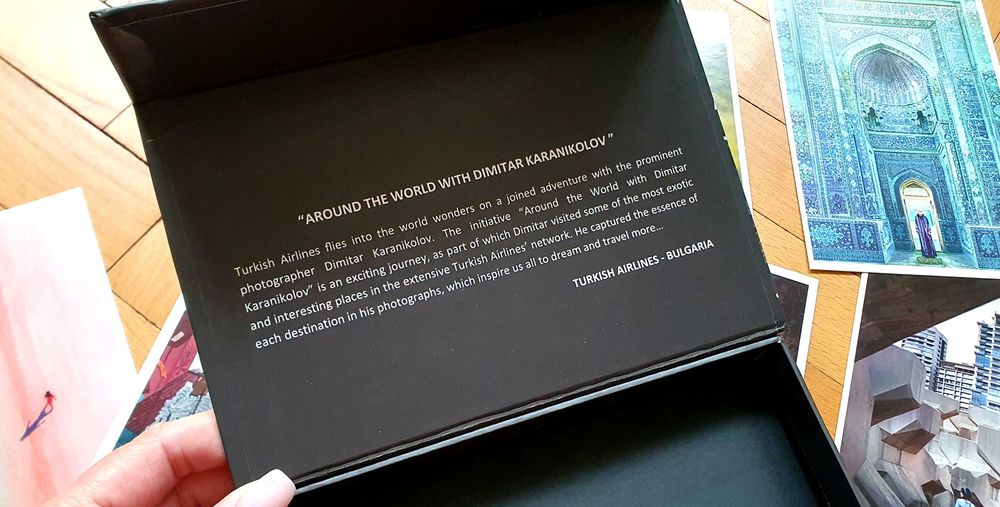 “AROUND THE WORLD WITH DIMITAR KARANIKOLOV ”
Turkish Airlines flies into the world wonders on a joined adventure with the prominent
photographer Dimitar Karanikolov. The initiative “Around the World with Dimitar
Karanikolov” is an exciting journey, as part of which Dimitar visited some of the most exotic
and interesting places in the extensive Turkish Airlines’ network. He captured the essence of
each destination in his photographs, which inspire us all to dream and travel more...
TURKISH AIRLINES - BULGARIA